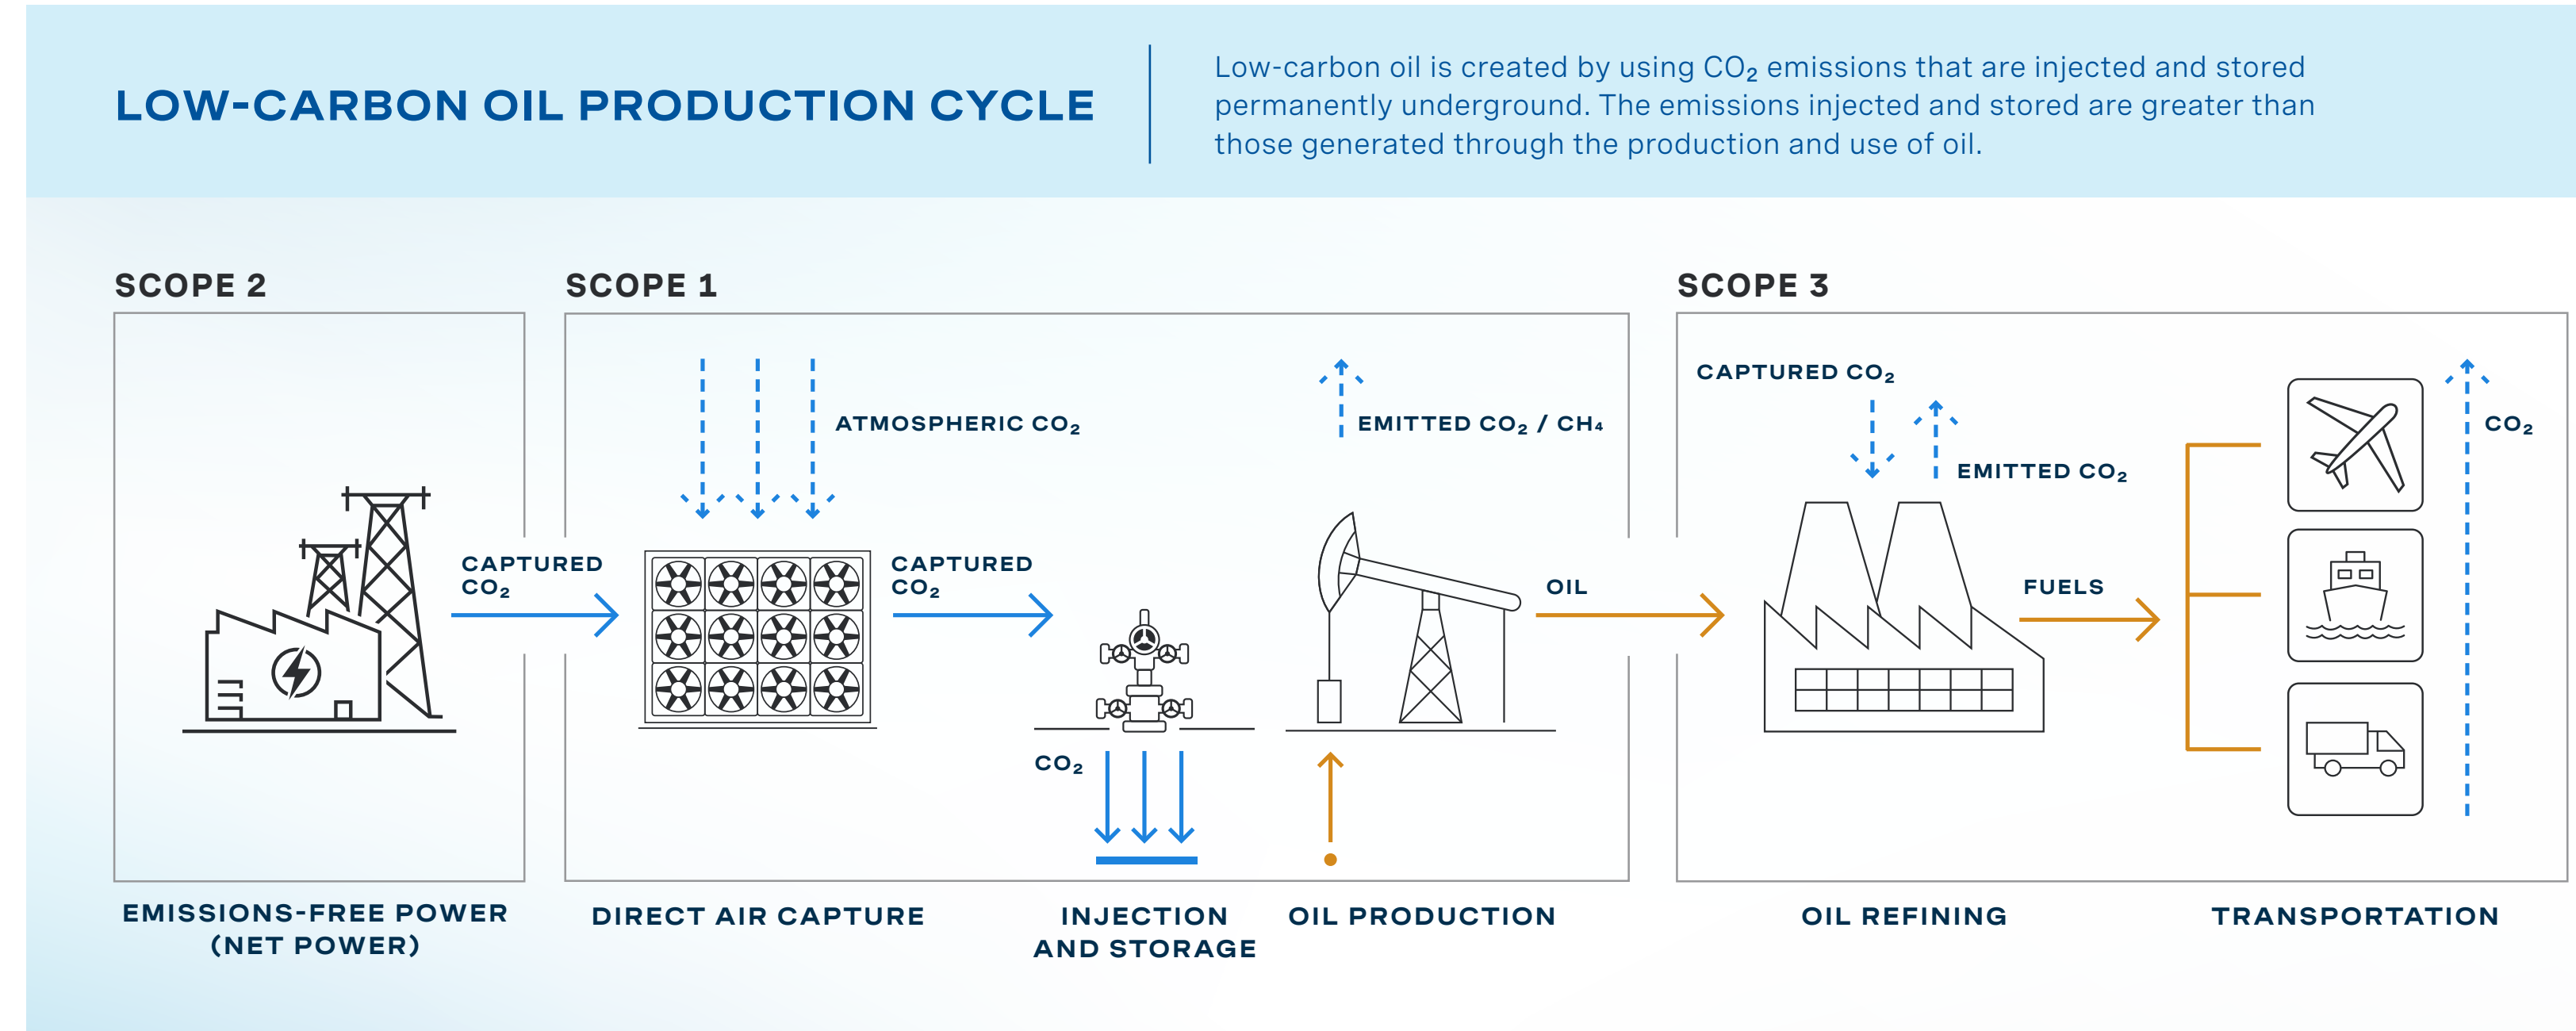 LOW-CARBON OIL PRODUCTION CYCLE
Low-carbon oil is created by using CO₂ emissions that are injected and stored
permanently underground. The emissions injected and stored are greater than
those generated through the production and use of oil.
SCOPE 2
CAPTURED
CO₂
EMISSIONS-FREE POWER
(NET POWER)
SCOPE 1
ATMOSPHERIC CO₂
CAPTURED
CO₂
EMITTED CO₂ / CH₄
CO₂
OIL
DIRECT AIR CAPTURE
INJECTION
AND STORAGE
OIL PRODUCTION
SCOPE 3
CAPTURED CO₂
EMITTED CO₂
FUELS
CO₂
OIL REFINING
TRANSPORTATION